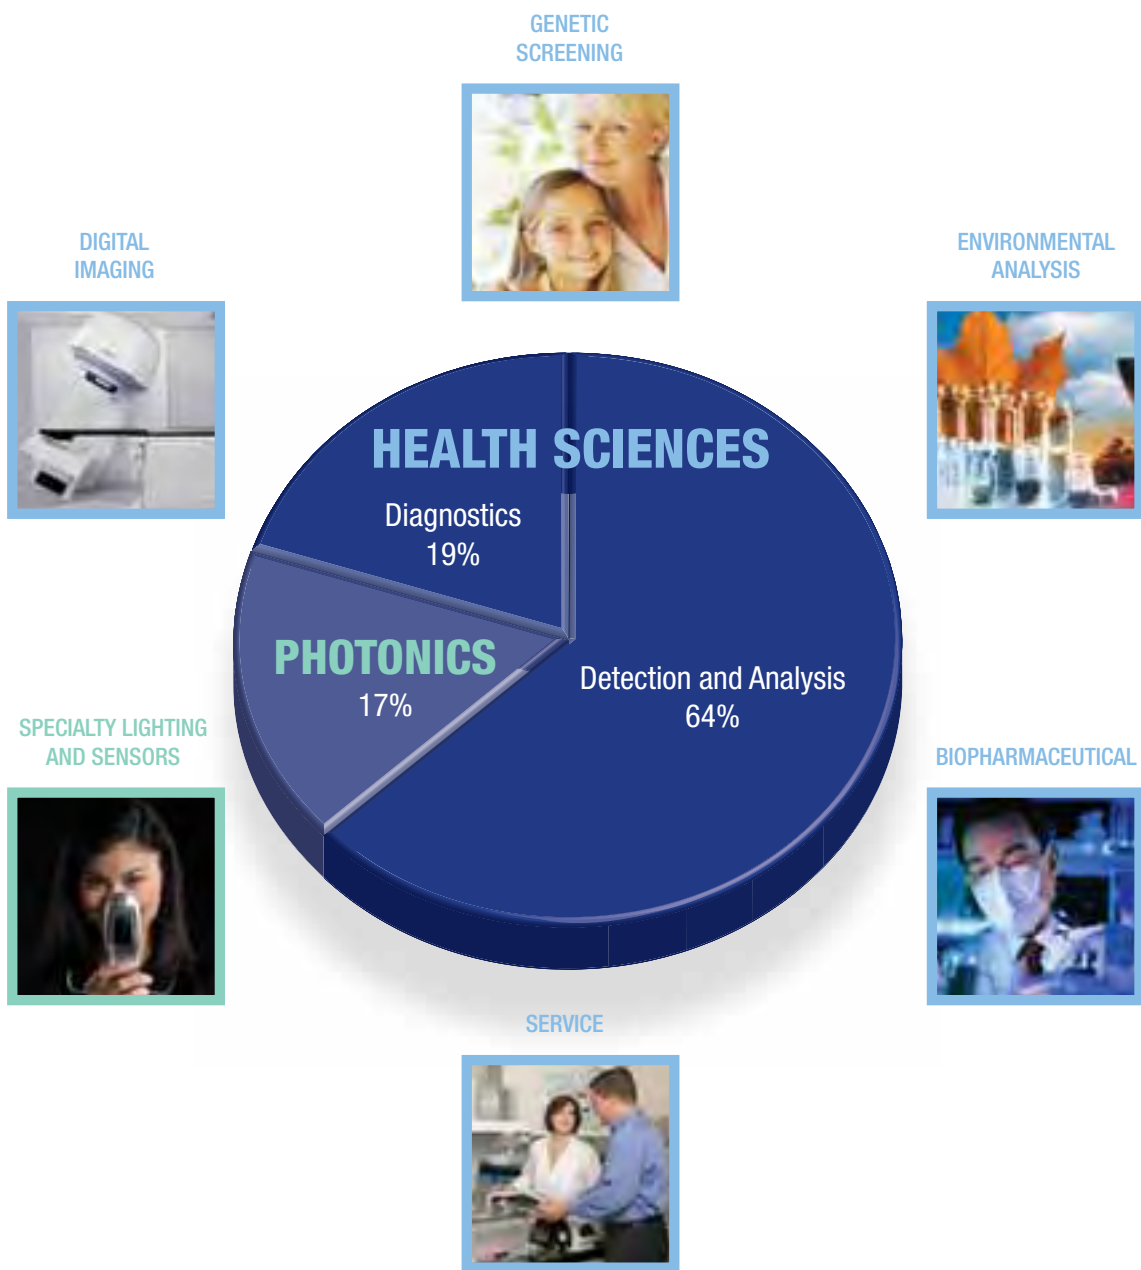 GENETIC
SCREENING
DIGITAL
IMAGING
ENVIRONMENTAL
ANALYSIS
HEALTH SCIENCES
Diagnostics
19%
PHOTONICS
17%
Detection and Analysis
64%
SPECIALTY LIGHTING
AND SENSORS
BIOPHARMACEUTICAL
SERVICE